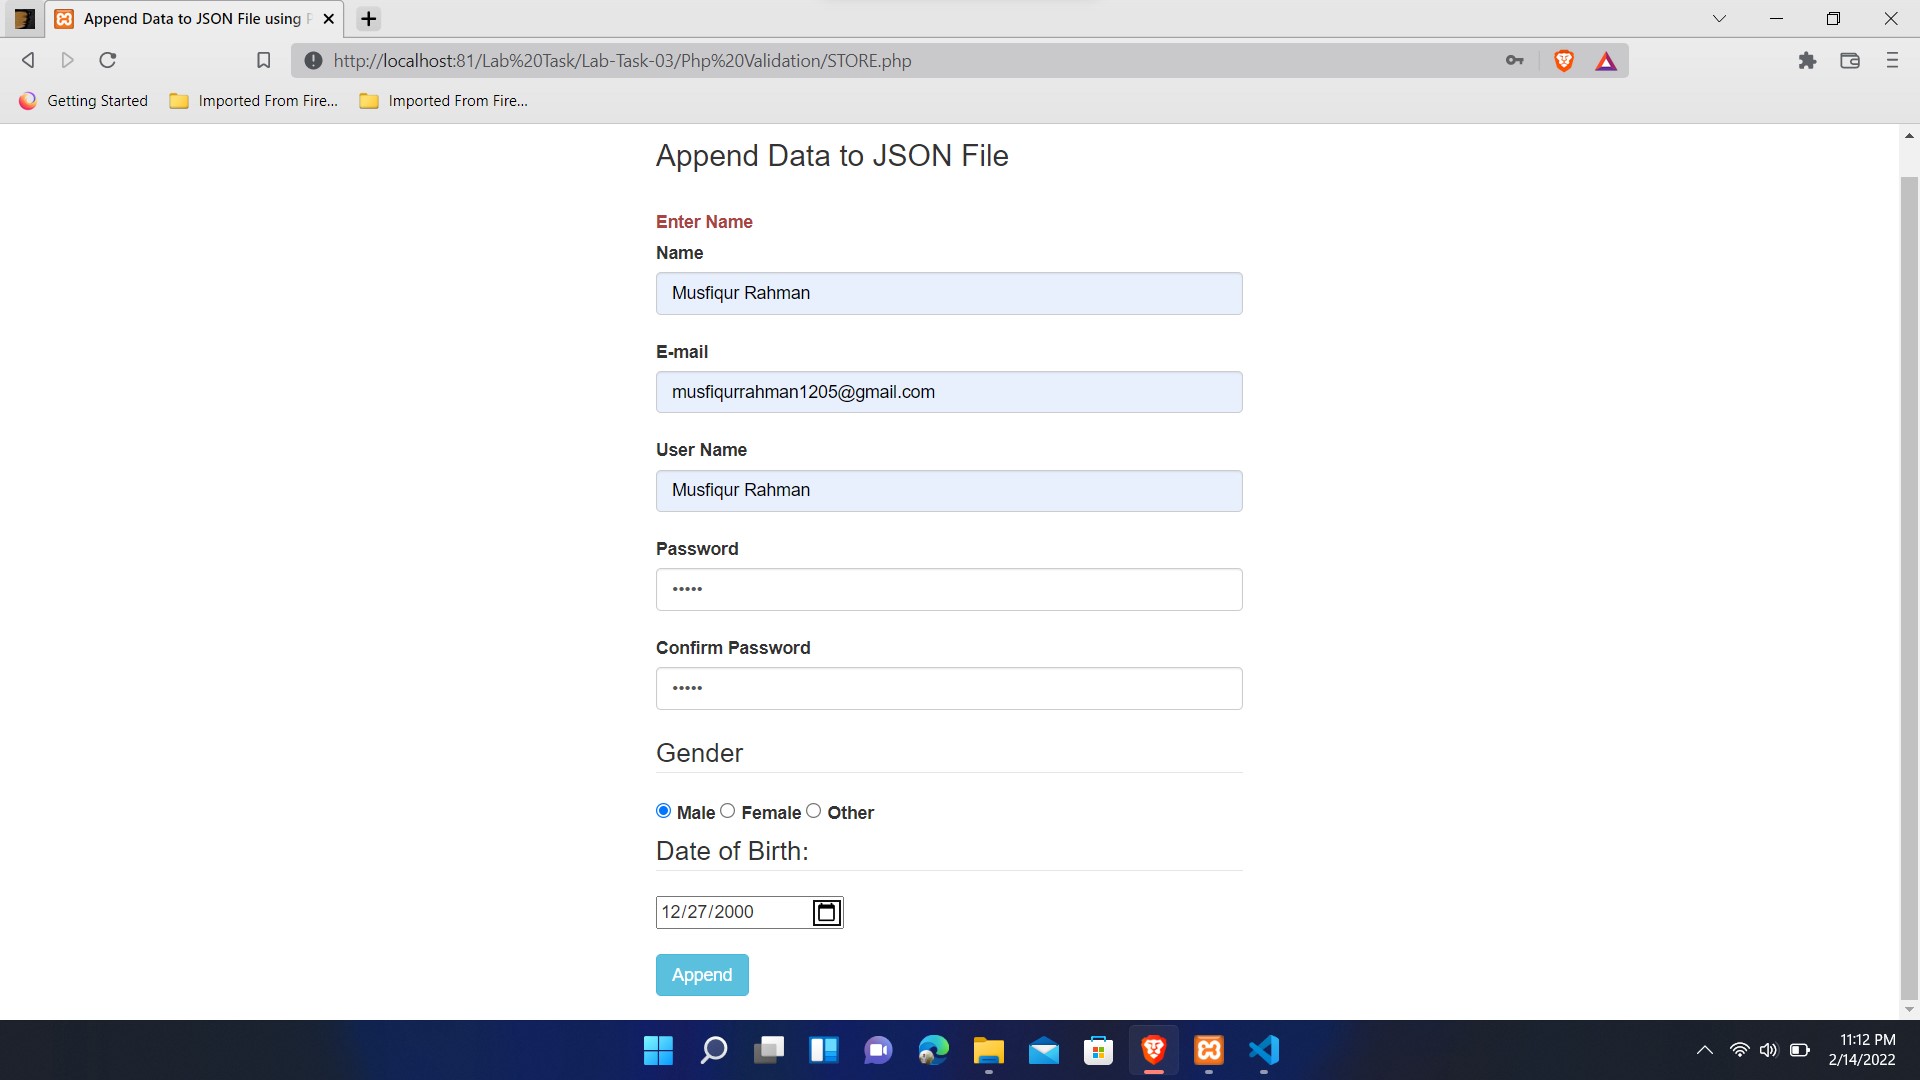 Append Data to JSON File using
http://localhost:81/Lab%20Task/Lab-Task-03/Php%20Validation/STORE.php
Getting Started
Imported From Fire...
Imported From Fire...
Append Data to JSON File
Enter Name
Name
Musfiqur Rahman
E-mail
musfiqurrahman1205@gmail.com
User Name
Musfiqur Rahman
Password
•••••
Confirm Password
•••••
Gender
Male Female Other
Date of Birth:
12/27/2000
Append
11:12 PM
2/14/2022